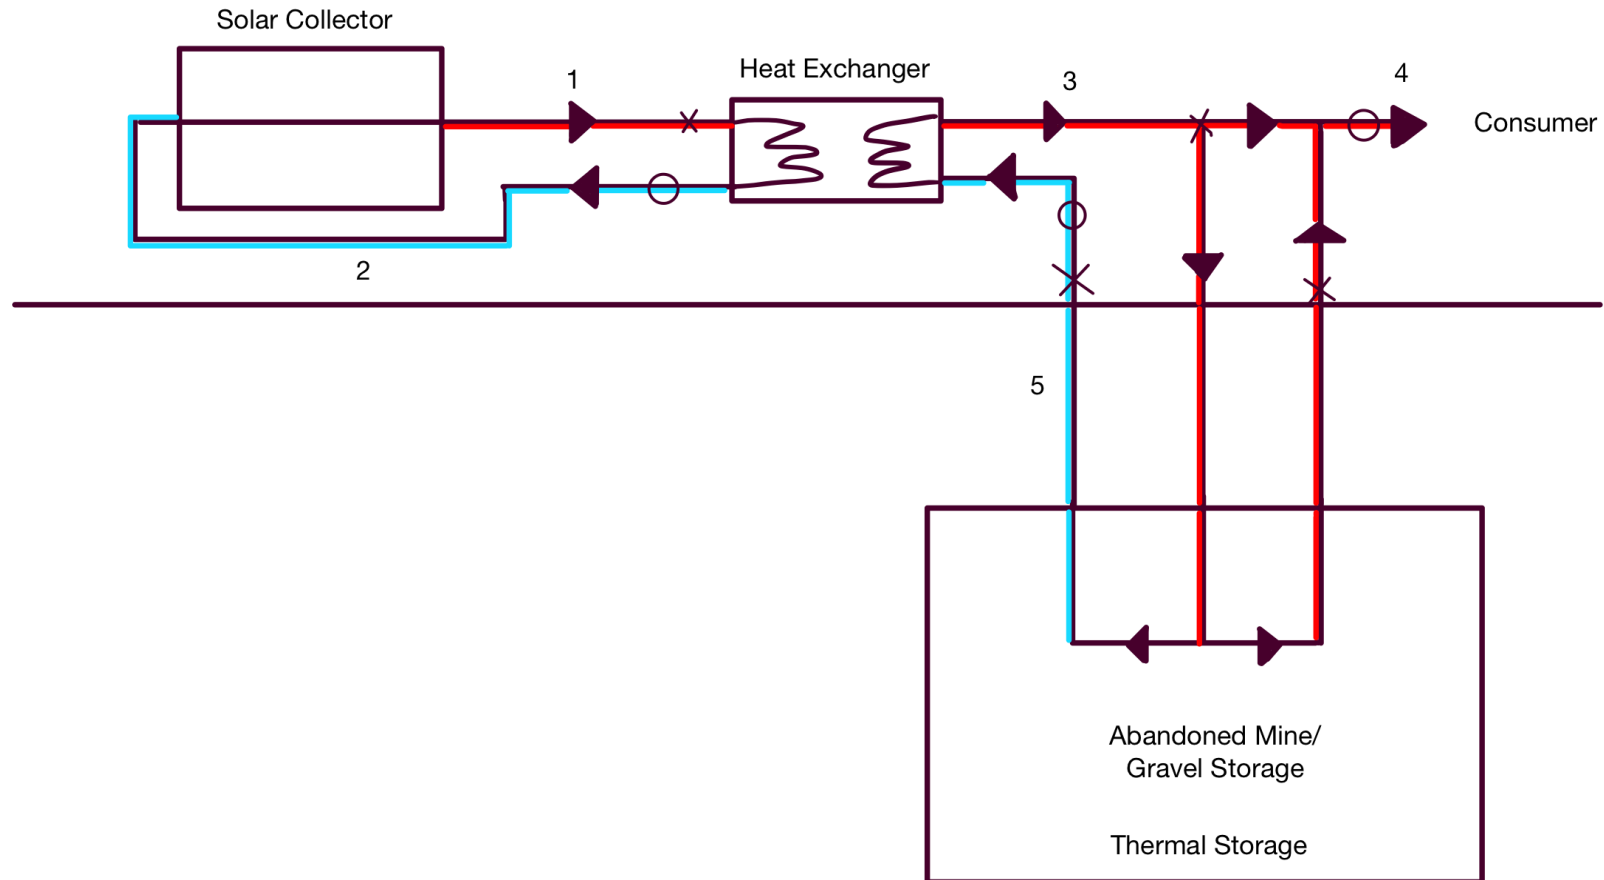 Solar Collector
Heat Exchanger
1
3
4
Consumer
2
5
Abandoned Mine/
Gravel Storage
Thermal Storage